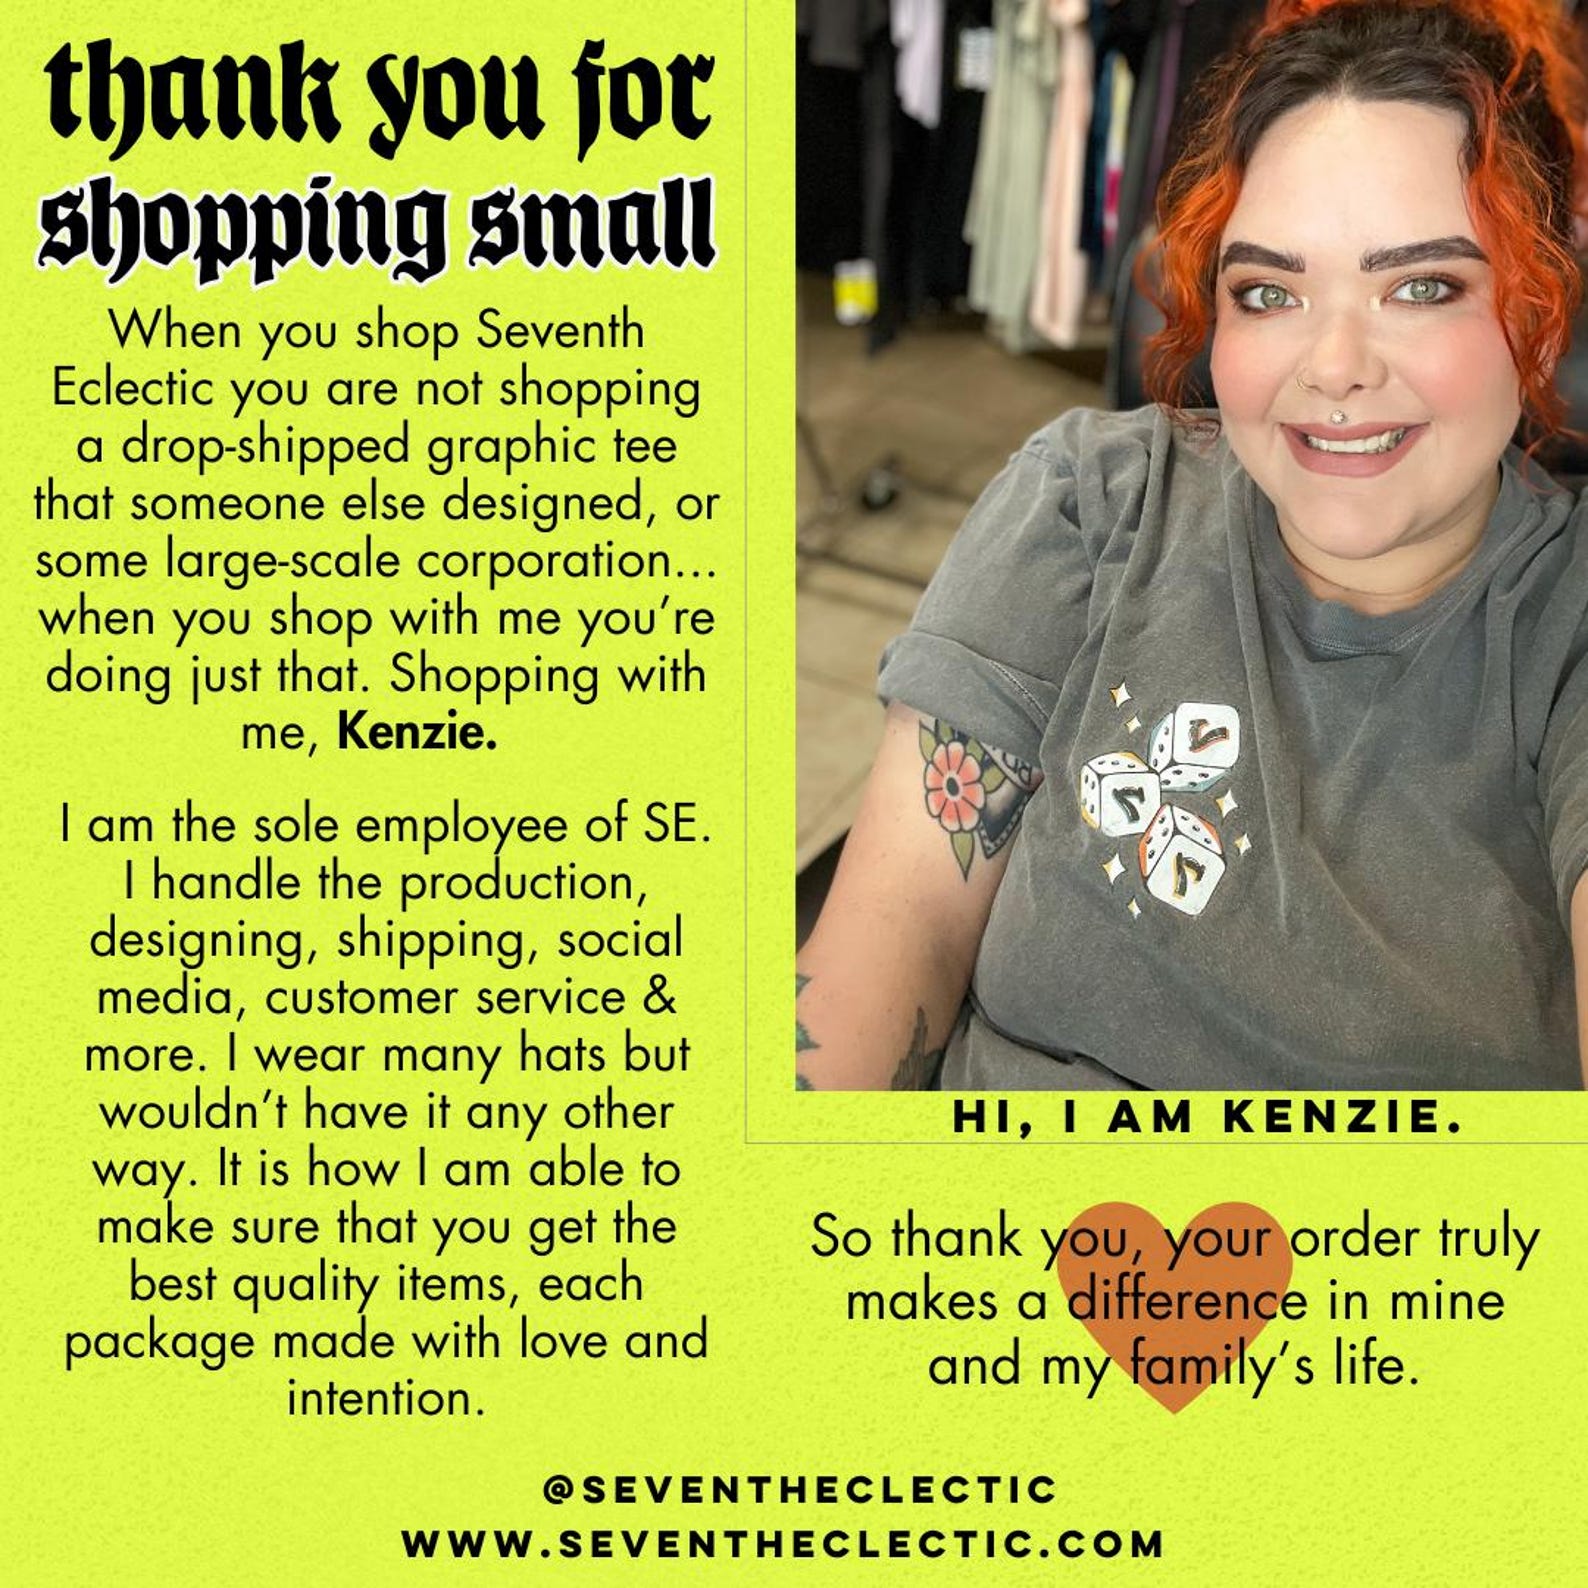 thank you for
shopping small
When you shop Seventh
Eclectic you are not shopping
a drop-shipped graphic tee
that someone else designed, or
some large-scale corporation...
when you shop with me you're
doing just that. Shopping with
me, Kenzie.
I am the sole employee of SE.
I handle the production,
designing, shipping, social
media, customer service &
more. I wear many hats but
wouldn't have it any other
way. It is how I am able to
make sure that you get the
best quality items, each
package made with love and
intention.
HI, I AM KENZIE.
So thank you, your order truly
makes a difference in mine
and my family's life.
@SEVENTHECLECTIC
WWW.SEVENTHECLECTIC.COM
7
7
7